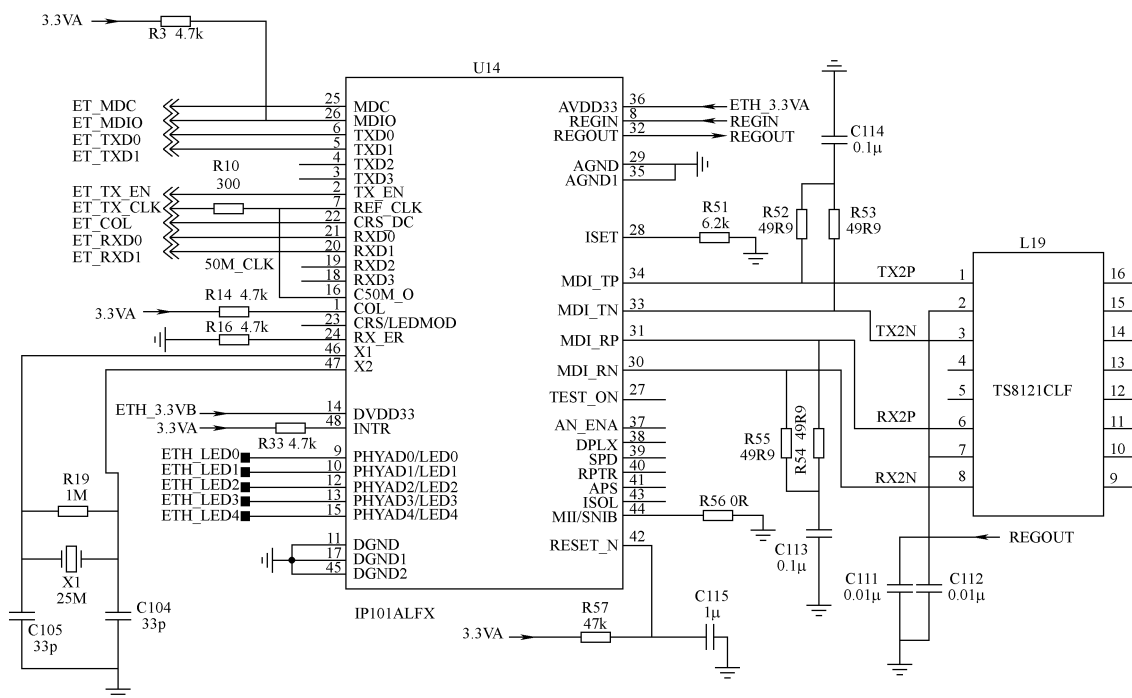 3.3VA
R3 4.7k
U14
ET_MDC
ET_MDIO
ET_TXD0
ET_TXD1
R10
300
ET_TX_EN
ET_TX_CLK
ET_COL
ET_RXD0
ET_RXD1
50M_CLK
R14 4.7k
3.3VA
R16 4.7k
ETH_3.3VB
3.3VA
R33 4.7k
ETH_LED0
ETH_LED1
ETH_LED2
ETH_LED3
ETH_LED4
R19
1M
X1
25M
C105
33p
C104
33p
25 MDC
26 MDIO
6 TXD0
5 TXD1
4 TXD2
3 TXD3
2 TX_EN
7 REF_CLK
22 CRS_DC
21 RXD0
20 RXD1
19 RXD2
18 RXD3
16 C50M_O
1 COL
23 CRS/LEDMOD
24 RX_ER
46 X1
47 X2
14 DVDD33
48 INTR
9 PHYAD0/LED0
10 PHYAD1/LED1
12 PHYAD2/LED2
13 PHYAD3/LED3
15 PHYAD4/LED4
11 DGND
17 DGND1
45 DGND2
IP101ALFX
AVDD33 36 ETH_3.3VA
REGIN 8 REGIN
REGOUT 32 REGOUT
AGND 29
AGND1 35
ISET 28
MDI_TP 34
MDI_TN 33
MDI_RP 31
MDI_RN 30
TEST_ON 27
AN_ENA 37
DPLX 38
SPD 39
RPTR 40
APS 41
ISOL 43
MII/SNIB 44
RESET_N 42
C114
0.1μ
R51
6.2k
R52
49R9
R53
49R9
R55
49R9
R54 49R9
R56 0R
C113
0.1μ
3.3VA
R57
47k
C115
1μ
TX2P
TX2N
RX2P
RX2N
L19
TS8121CLF
1
2
3
4
5
6
7
8
16
15
14
13
12
11
10
9
REGOUT
C111
0.01μ
C112
0.01μ